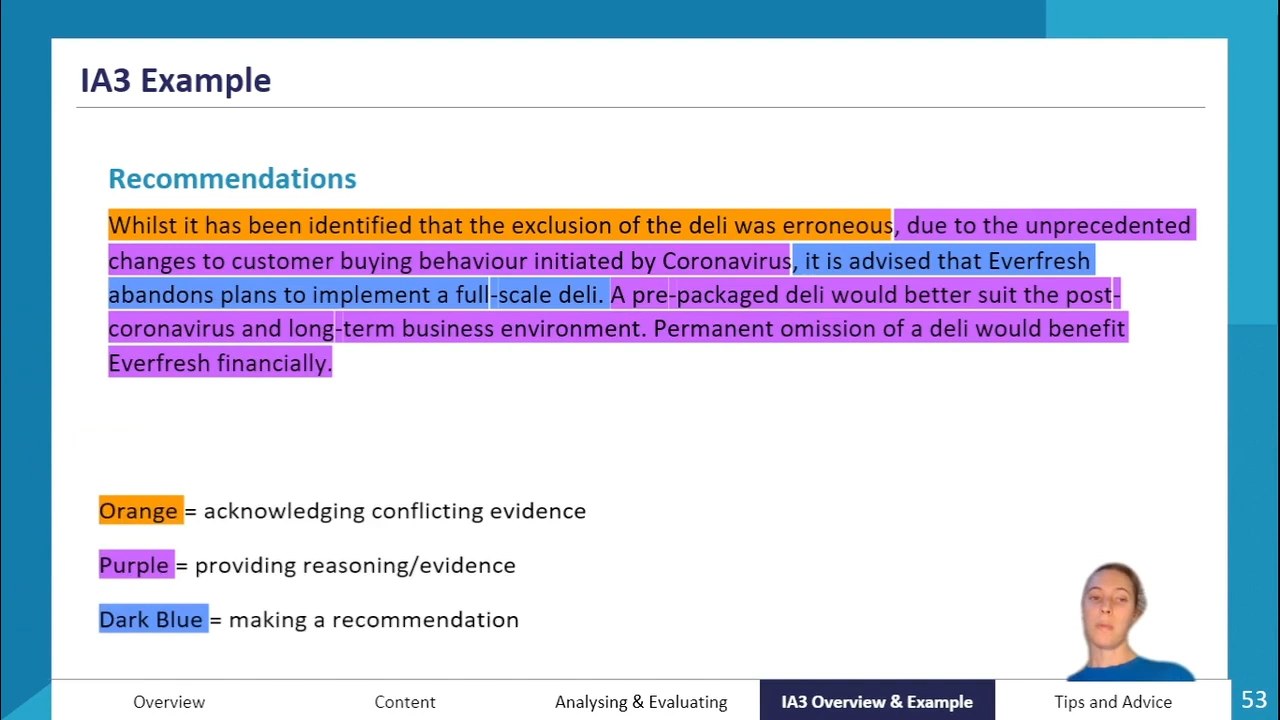 IA3 Example
Recommendations
Whilst it has been identified that the exclusion of the deli was erroneous, due to the unprecedented
changes to customer buying behaviour initiated by Coronavirus, it is advised that Everfresh
abandons plans to implement a full-scale deli. A pre-packaged deli would better suit the post-
coronavirus and long-term business environment. Permanent omission of a deli would benefit
Everfresh financially.
Orange = acknowledging conflicting evidence
Purple = providing reasoning/evidence
Dark Blue = making a recommendation
Overview Content Analysing & Evaluating IA3 Overview & Example Tips and Advice 53